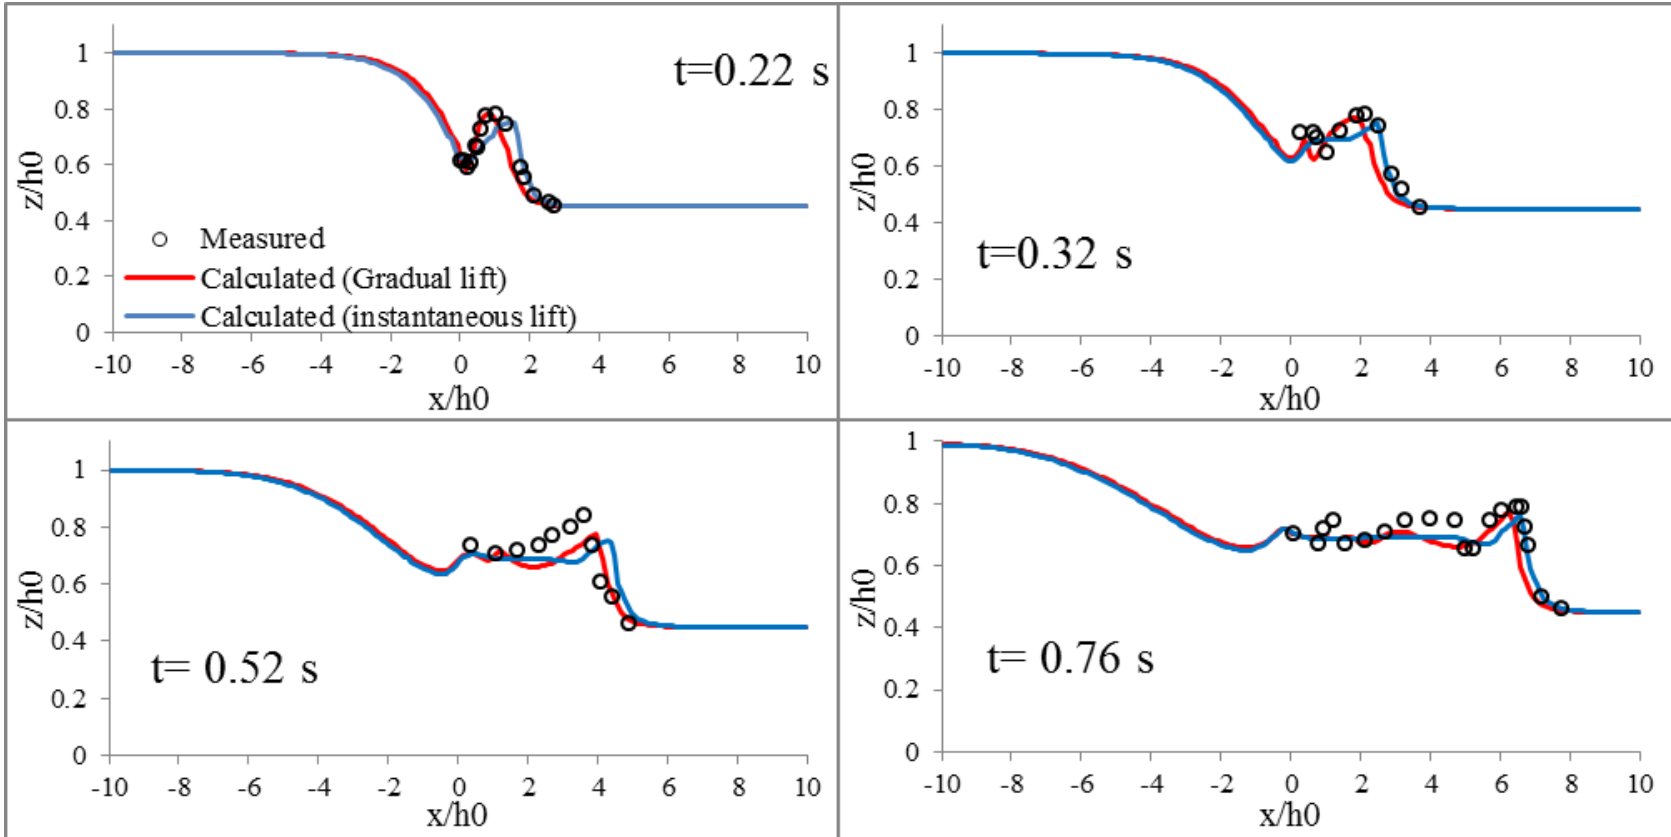 1
0.8
0.6
0.4
0.2
0
z/h0
t=0.22 s
Measured
Calculated (Gradual lift)
Calculated (instantaneous lift)
-10 -8 -6 -4 -2 0 2 4 6 8 10
x/h0
1
0.8
0.6
0.4
0.2
0
z/h0
t=0.32 s
-10 -8 -6 -4 -2 0 2 4 6 8 10
x/h0
1
0.8
0.6
0.4
0.2
0
z/h0
t= 0.52 s
-10 -8 -6 -4 -2 0 2 4 6 8 10
x/h0
1
0.8
0.6
0.4
0.2
0
z/h0
t= 0.76 s
-10 -8 -6 -4 -2 0 2 4 6 8 10
x/h0